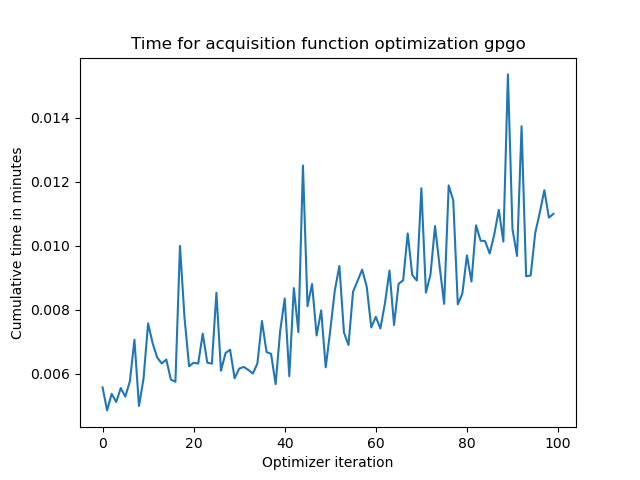 Time for acquisition function optimization gpgo
Cumulative time in minutes
0.014
0.012
0.010
0.008
0.006
0 20 40 60 80 100
Optimizer iteration